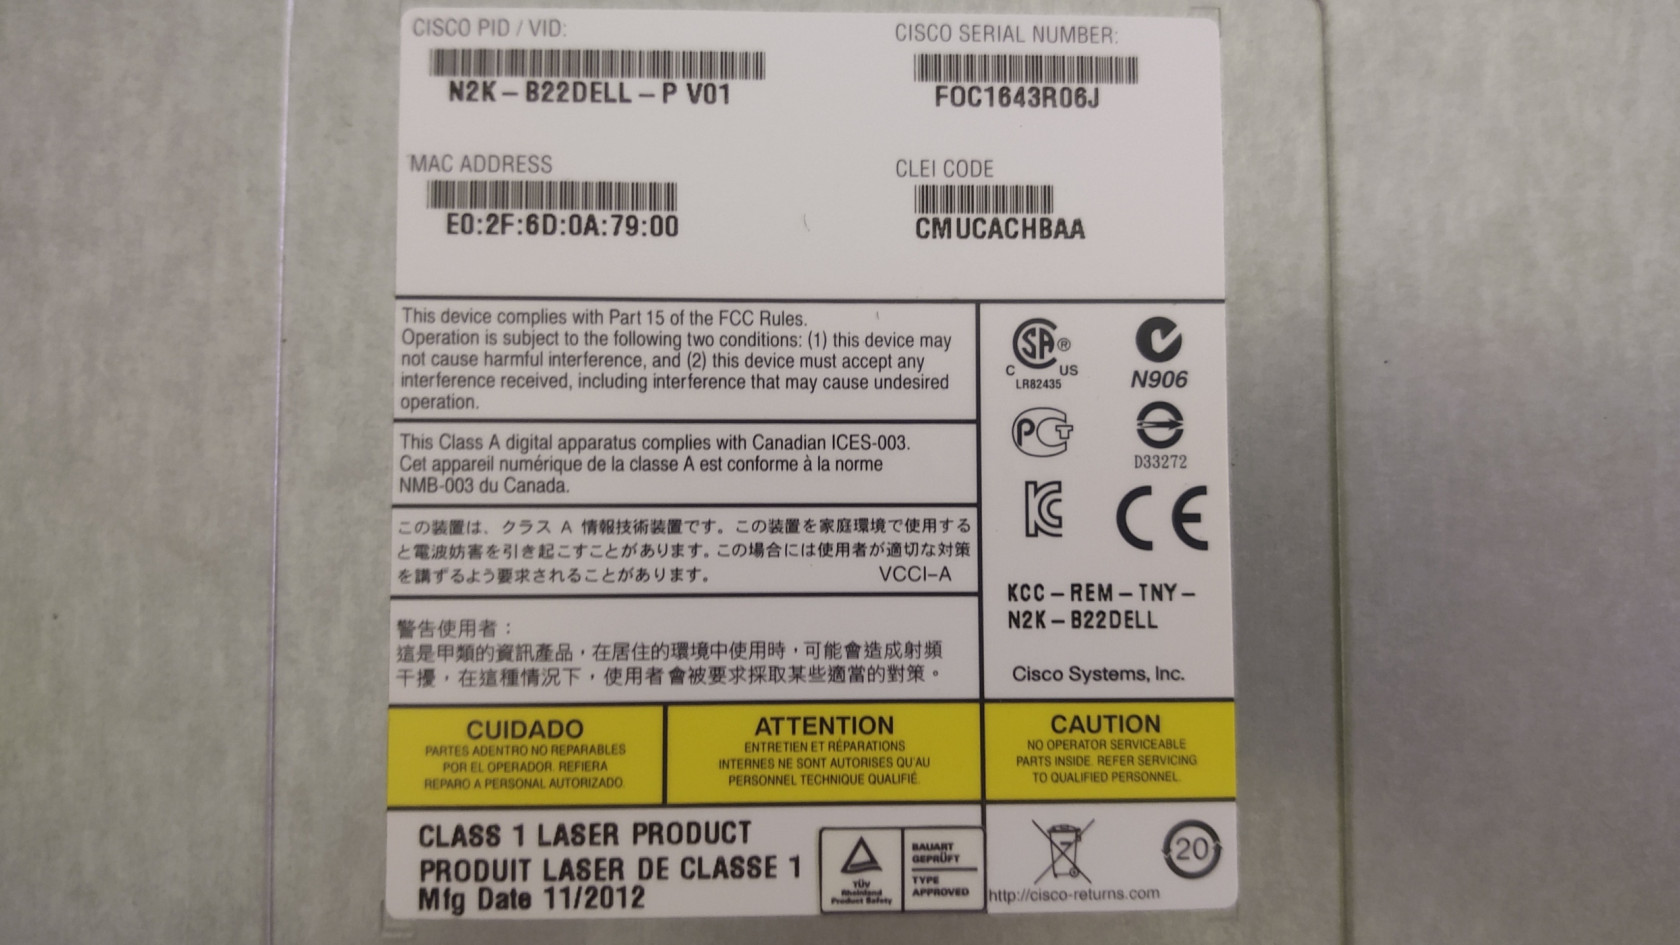 CISCO PID / VID:
N2K-B22DELL-P V01
CISCO SERIAL NUMBER:
FOC1643R06J
MAC ADDRESS
E0:2F:6D:0A:79:00
CLEI CODE
CMUCACHBAA
This device complies with Part 15 of the FCC Rules.
Operation is subject to the following two conditions: (1) this device may
not cause harmful interference, and (2) this device must accept any
interference received, including interference that may cause undesired
operation.
This Class A digital apparatus complies with Canadian ICES-003.
Cet appareil numérique de la classe A est conforme à la norme
NMB-003 du Canada.
この装置は、クラス A 情報技術装置です。この装置を家庭環境で使用する
と電波妨害を引き起こすことがあります。この場合には使用者が適切な対策
を講ずるよう要求されることがあります。 VCCI-A
警告使用者：
這是甲類的資訊產品，在居住的環境中使用時，可能會造成射頻
干擾，在這種情況下，使用者會被要求採取某些適當的對策。
SA ®
C US
LR82435
N906
PCT
D33272
KC
CE
KCC-REM-TNY-
N2K-B22DELL
Cisco Systems, Inc.
CUIDADO
PARTES ADENTRO NO REPARABLES
POR EL OPERADOR. REFIERA
REPARO A PERSONAL AUTORIZADO
ATTENTION
ENTRETIEN ET RÉPARATIONS
INTERNES NE SONT AUTORISES QU'AU
PERSONNEL TECHNIQUE QUALIFIÉ.
CAUTION
NO OPERATOR SERVICEABLE
PARTS INSIDE. REFER SERVICING
TO QUALIFIED PERSONNEL.
CLASS 1 LASER PRODUCT
PRODUIT LASER DE CLASSE 1
Mfg Date 11/2012
TÜV
Rheinland
Product Safety
BAUART
GEPRÜFT
TYPE
APPROVED
20
http://cisco-returns.com